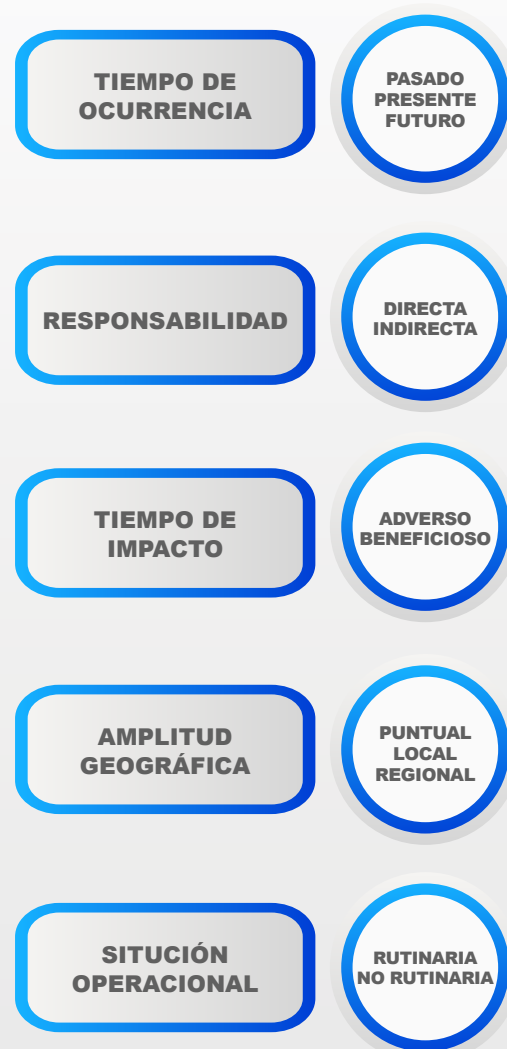 TIEMPO DE
OCURRENCIA
PASADO
PRESENTE
FUTURO
RESPONSABILIDAD
DIRECTA
INDIRECTA
TIEMPO DE
IMPACTO
ADVERSO
BENEFICIOSO
AMPLITUD
GEOGRÁFICA
PUNTUAL
LOCAL
REGIONAL
SITUCIÓN
OPERACIONAL
RUTINARIA
NO RUTINARIA